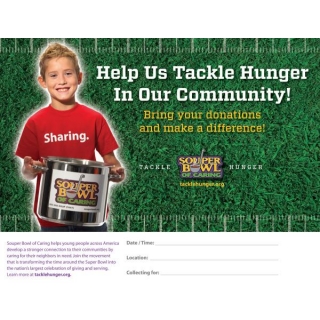 Help Us Tackle Hunger
In Our Community!
Bring your donations
and make a difference!
Sharing.
TACKLE HUNGER
SOUPER
BOWL
OF CARING
tacklehunger.org
SOUPER
BOWL
OF CARING
Souper Bowl of Caring helps young people across America
develop a stronger connection to their communities by
caring for their neighbors in need. Join the movement
that is transforming the time around the Super Bowl into
the nation's largest celebration of giving and serving.
Learn more at tacklehunger.org.
Date / Time:
Location:
Collecting for: